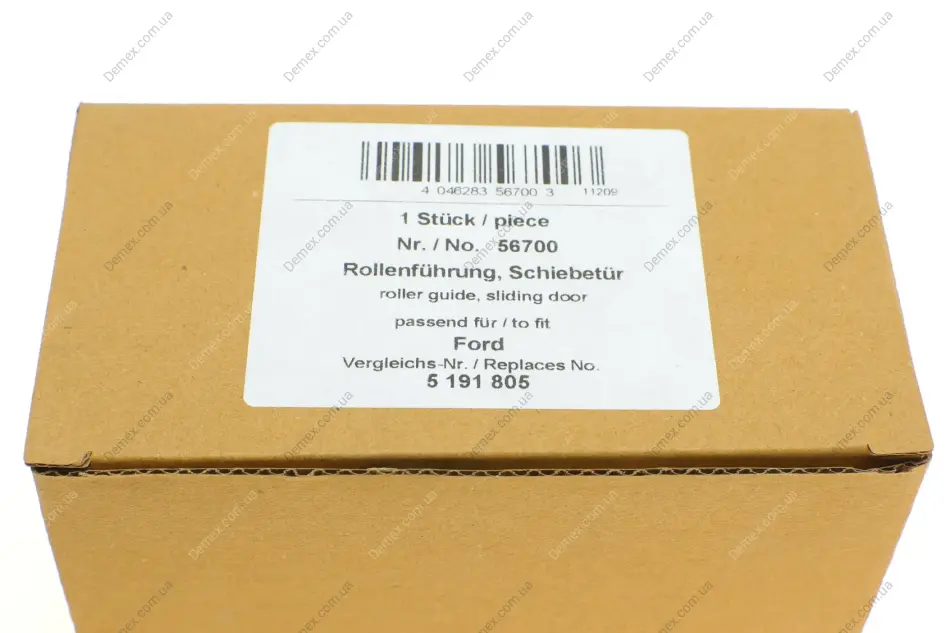 4 046283 56700 3 11209
1 Stück / piece
Nr. / No. 56700
Rollenführung, Schiebetür
roller guide, sliding door
passend für / to fit
Ford
Vergleichs-Nr. / Replaces No.
5 191 805
Demex.com.ua